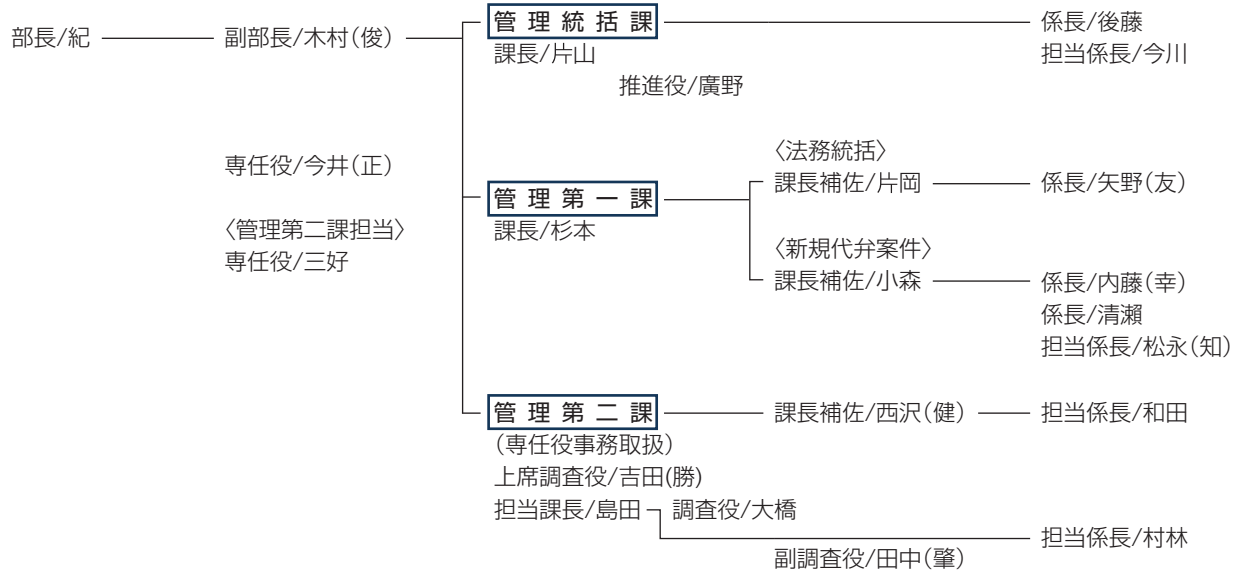 部長/紀
副部長/木村(俊)
専任役/今井(正)
〈管理第二課担当〉
専任役/三好
管理統括課
課長/片山
推進役/廣野
係長/後藤
担当係長/今川
管理第一課
課長/杉本
〈法務統括〉
課長補佐/片岡
係長/矢野(友)
〈新規代弁案件〉
課長補佐/小森
係長/内藤(幸)
係長/清瀨
担当係長/松永(知)
管理第二課
(専任役事務取扱)
上席調査役/吉田(勝)
課長補佐/西沢(健)
担当係長/和田
担当課長/島田
調査役/大橋
副調査役/田中(肇)
担当係長/村林